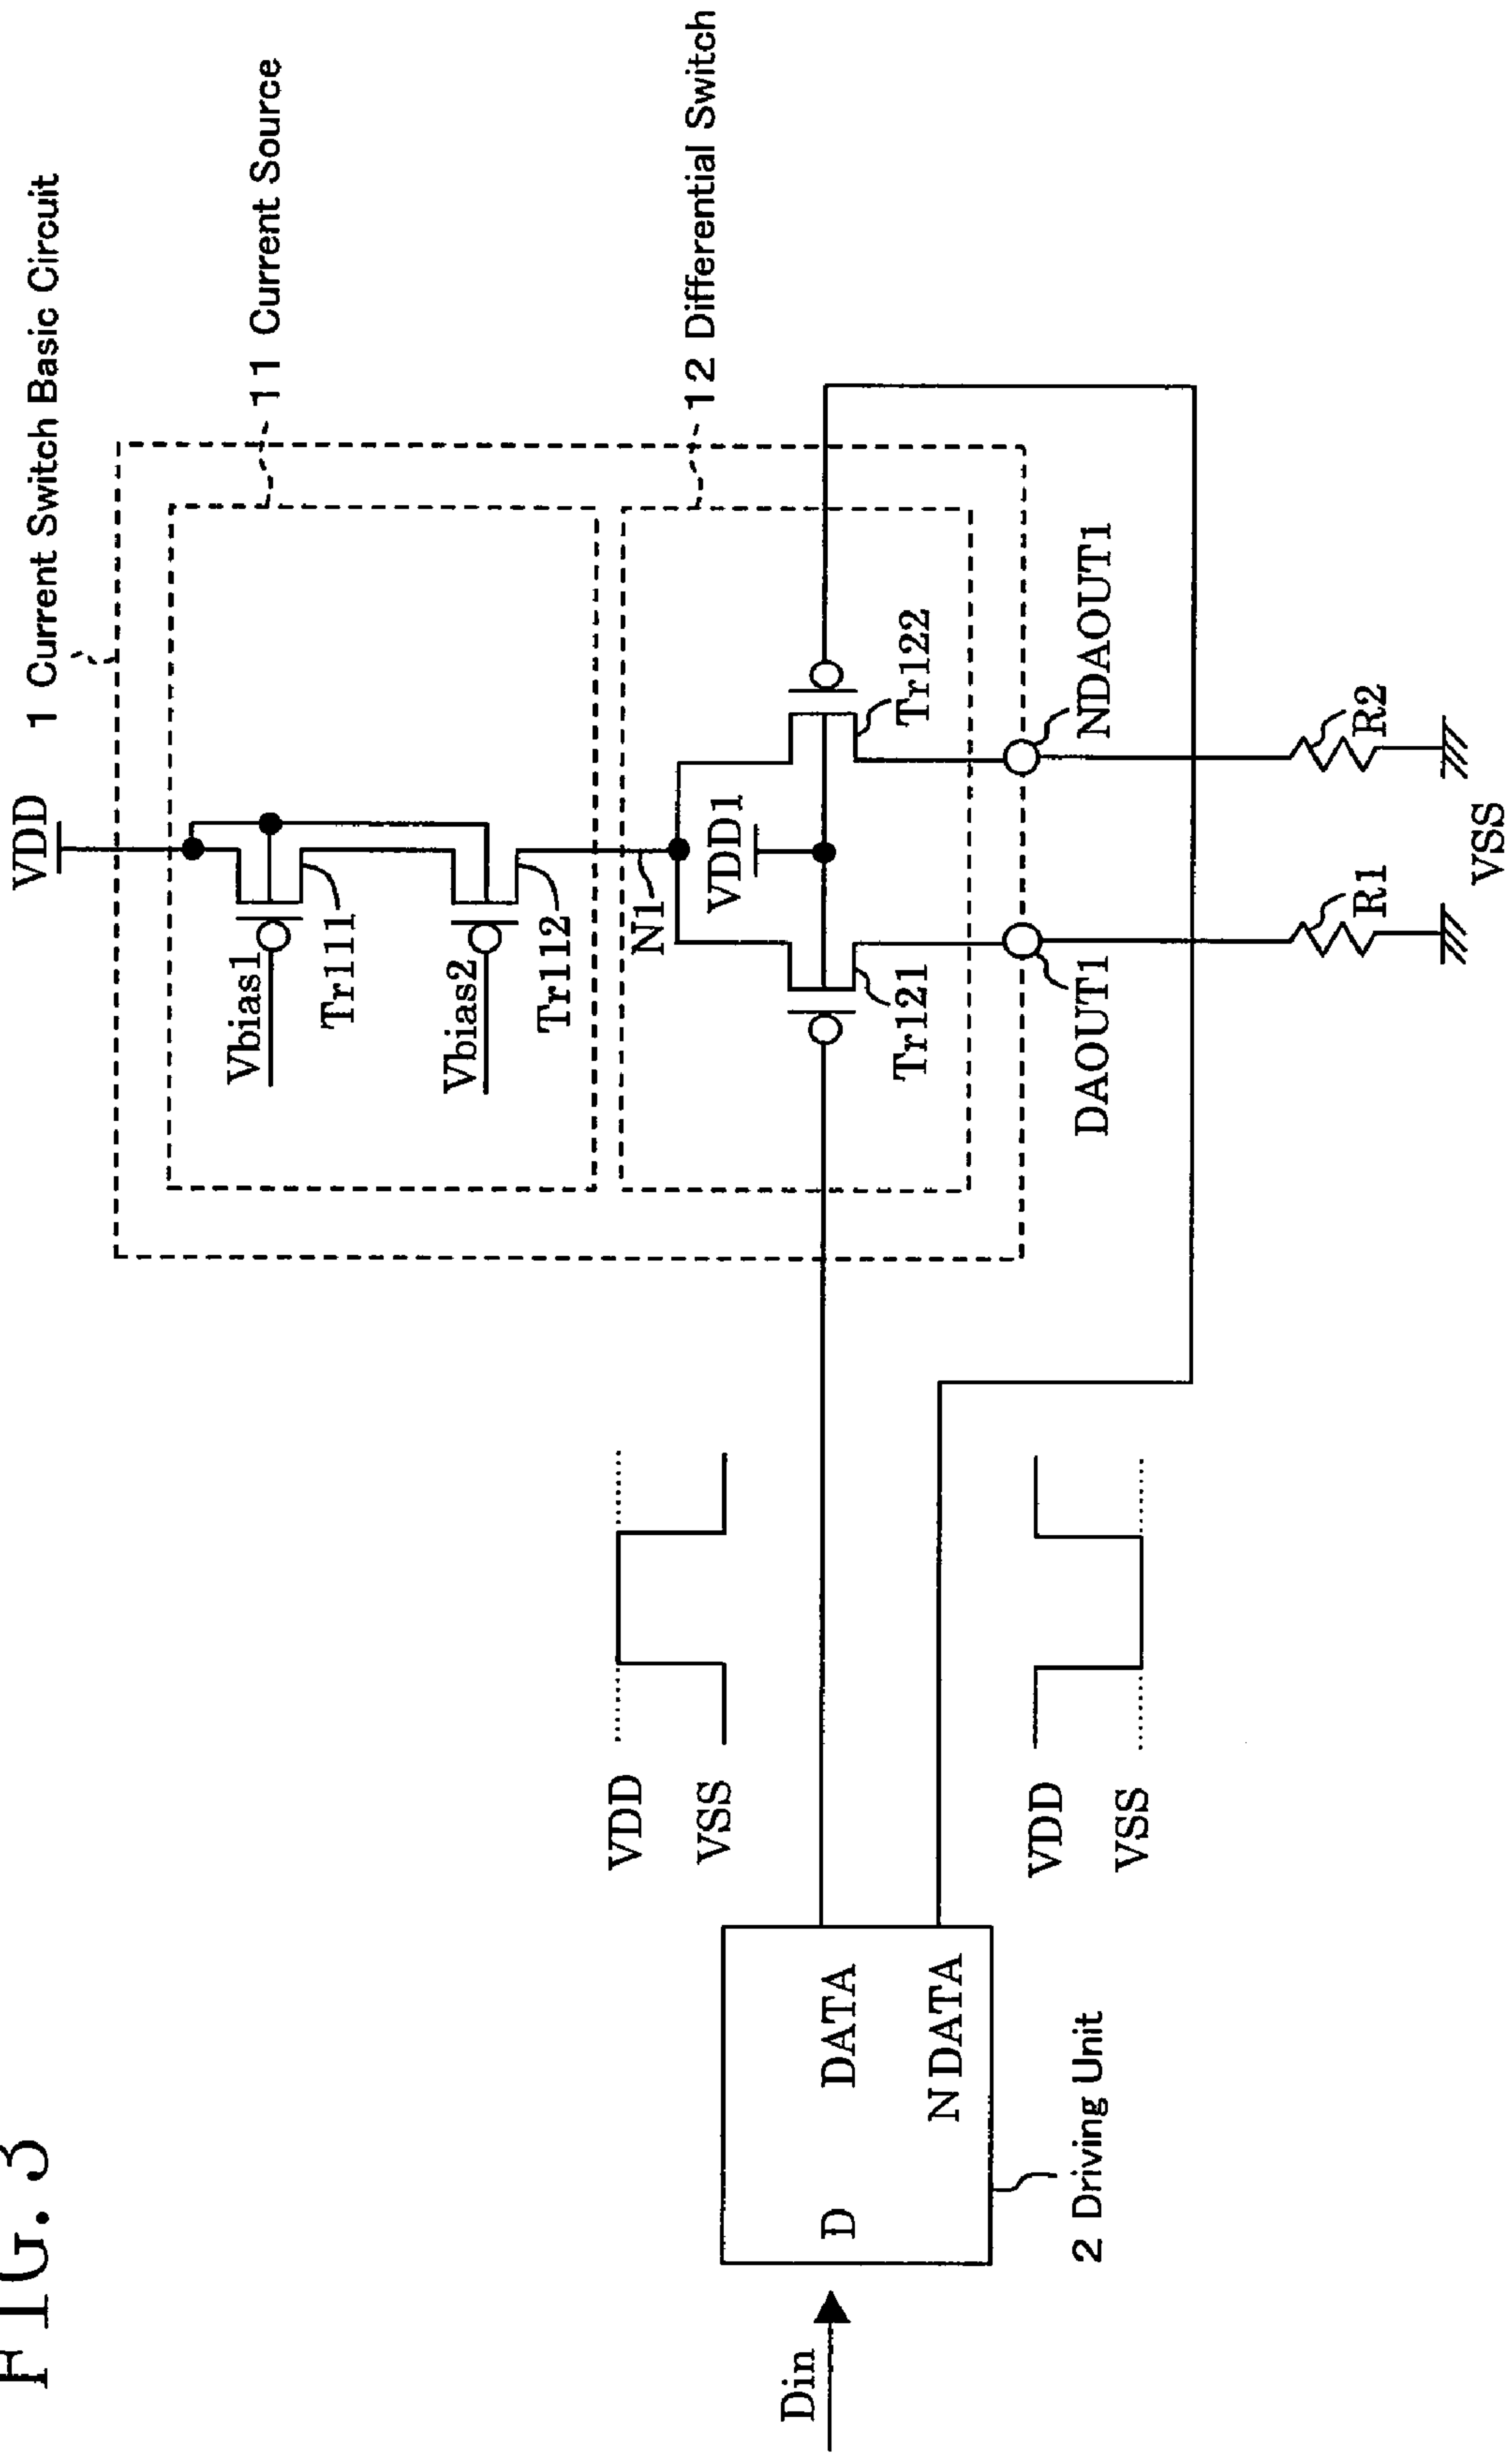 FIG. 3
VDD
1 Current Switch Basic Circuit
11 Current Source
Vbias1
Tr111
Vbias2
Tr112
12 Differential Switch
N1
VDD1
Tr121
Tr122
DAOUT1
NDAOUT1
R1
R2
VSS
VDD
VSS
VDD
VSS
Din
D
DATA
NDATA
2 Driving Unit